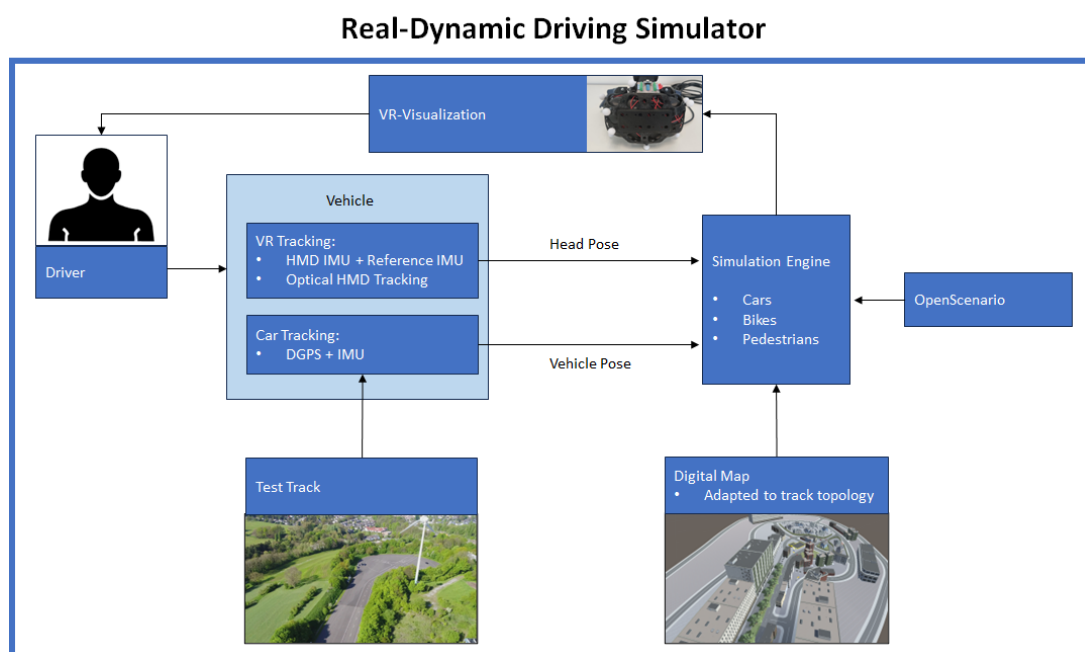 Real-Dynamic Driving Simulator
VR-Visualization
Vehicle
VR Tracking:
• HMD IMU + Reference IMU
• Optical HMD Tracking
Driver
Head Pose
Simulation Engine
• Cars
• Bikes
• Pedestrians
OpenScenario
Car Tracking:
• DGPS + IMU
Vehicle Pose
Test Track
Digital Map
• Adapted to track topology